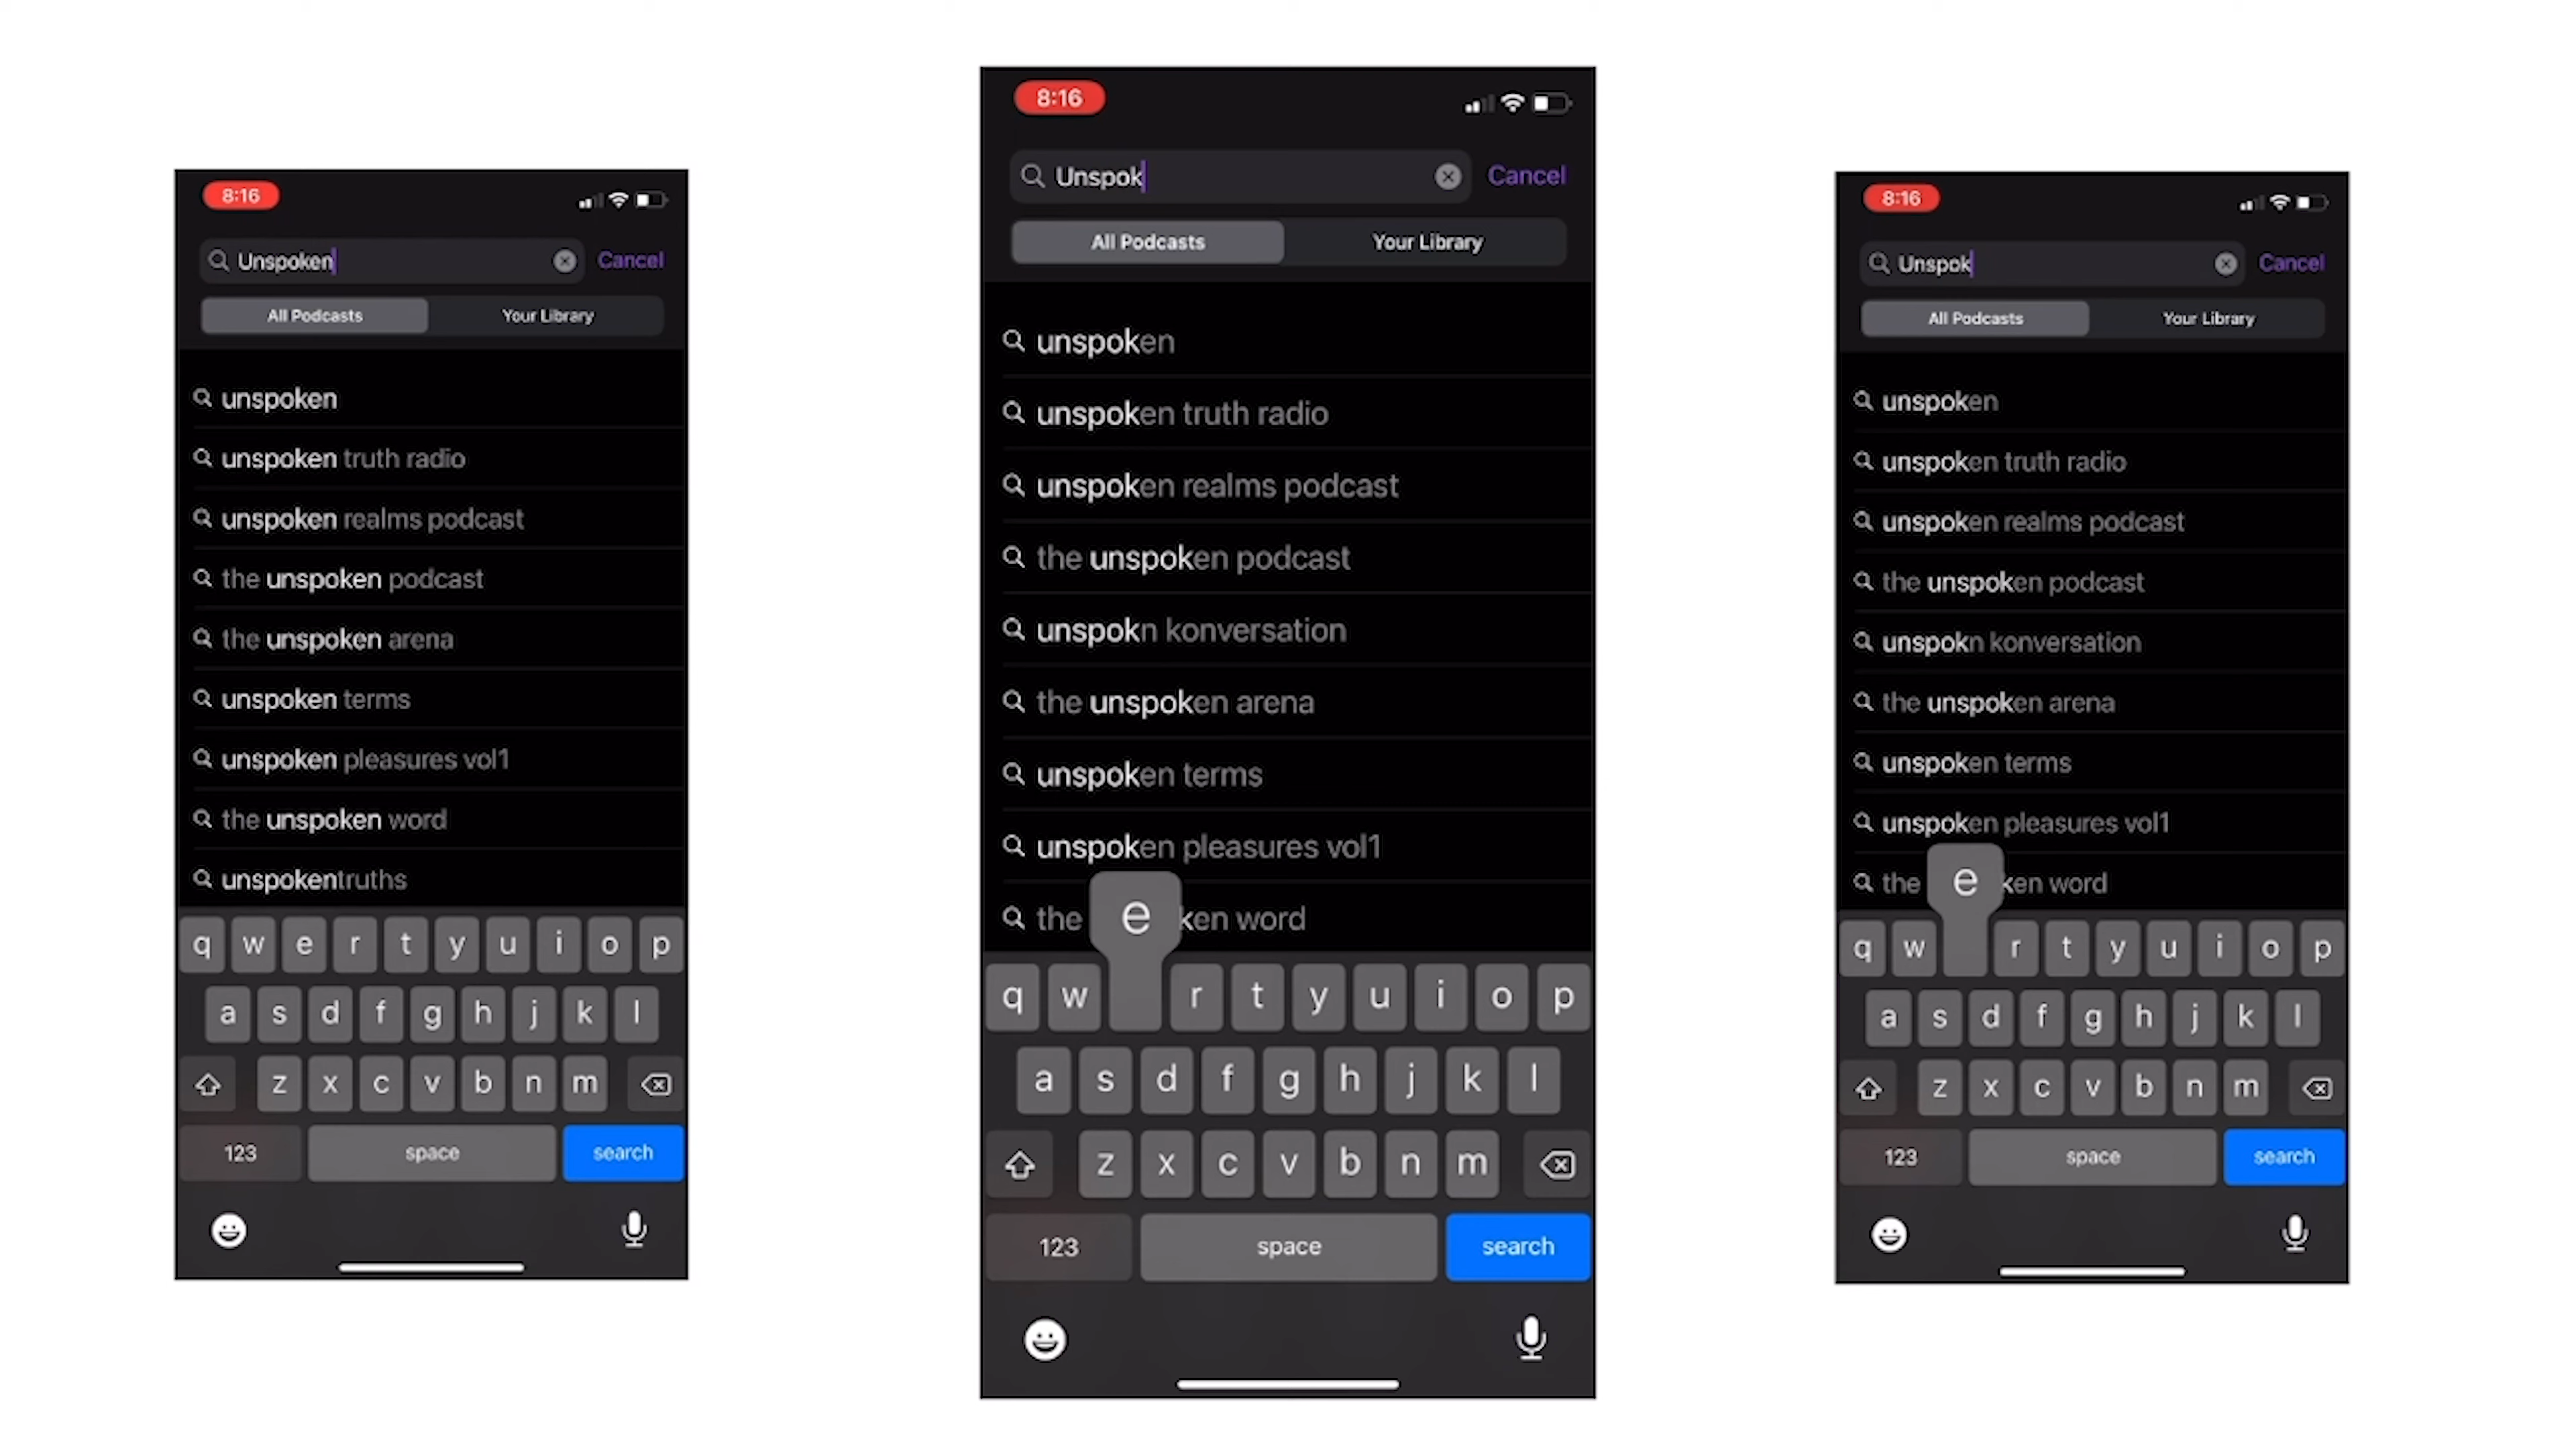 8:16
Unspoken Cancel
All Podcasts Your Library
unspoken
unspoken truth radio
unspoken realms podcast
the unspoken podcast
the unspoken arena
unspoken terms
unspoken pleasures vol1
the unspoken word
unspokentruths
q w e r t y u i o p
a s d f g h j k l
z x c v b n m
123 space search
8:16
Unspok Cancel
All Podcasts Your Library
unspoken
unspoken truth radio
unspoken realms podcast
the unspoken podcast
unspokn konversation
the unspoken arena
unspoken terms
unspoken pleasures vol1
the e ken word
q w r t y u i o p
a s d f g h j k l
z x c v b n m
123 space search
8:16
Unspok Cancel
All Podcasts Your Library
unspoken
unspoken truth radio
unspoken realms podcast
the unspoken podcast
unspokn konversation
the unspoken arena
unspoken terms
unspoken pleasures vol1
the e ken word
q w r t y u i o p
a s d f g h j k l
z x c v b n m
123 space search